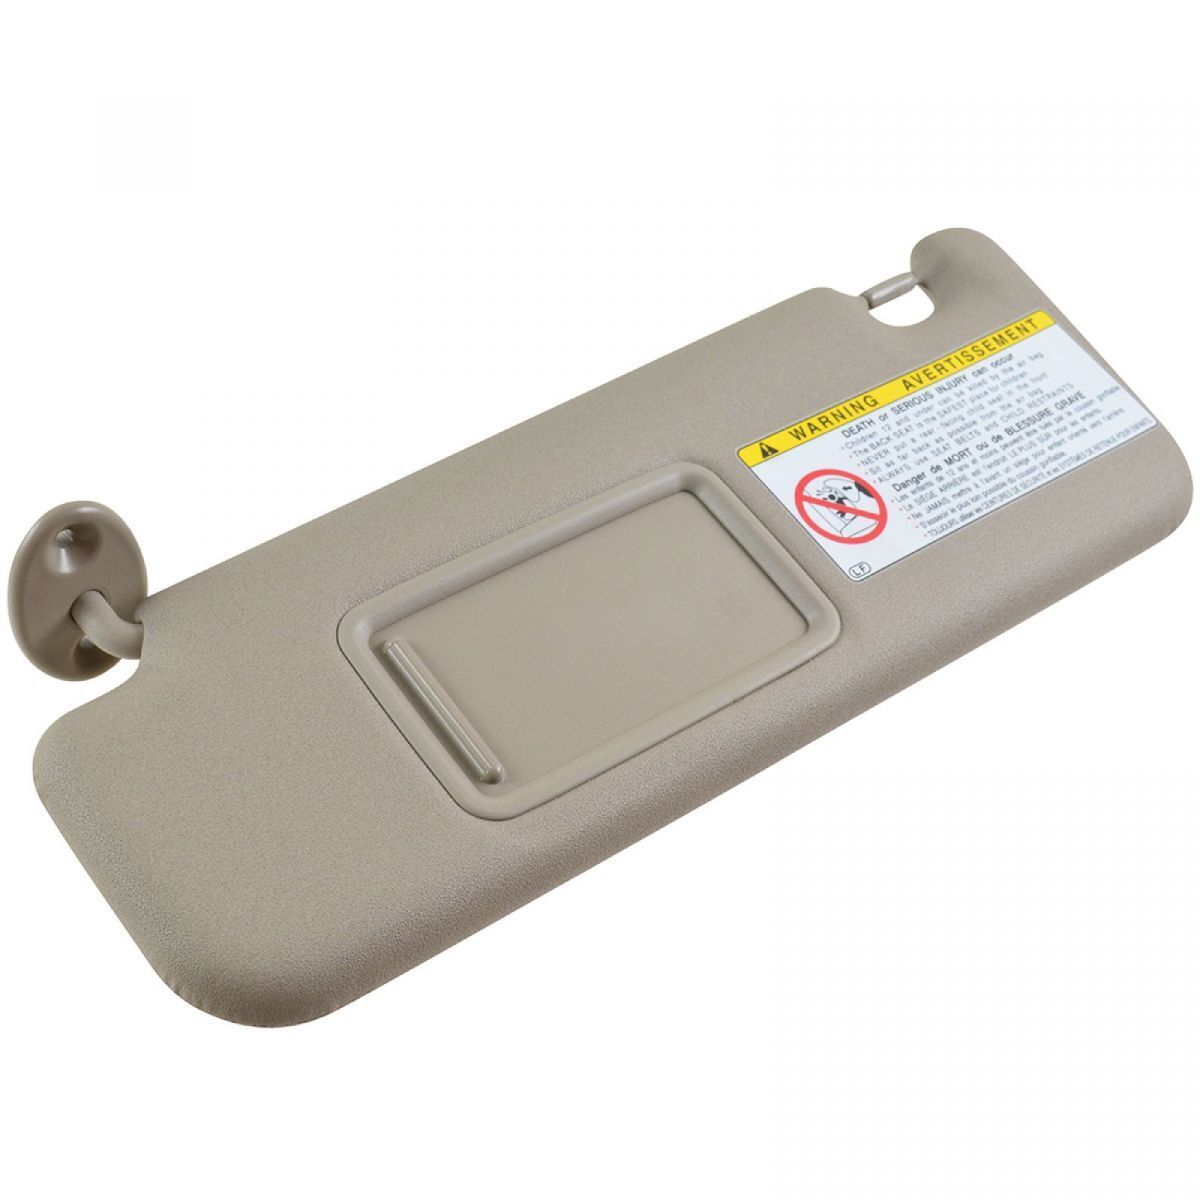 WARNING AVERTISSEMENT
DEATH or SERIOUS INJURY can occur
• Children 12 and under can be killed by the air bag
• The BACK SEAT is the SAFEST place for children
• NEVER put a rear facing child seat in the front
• Sit as far back as possible from the air bag
• ALWAYS use SEAT BELTS and CHILD RESTRAINTS
Danger de MORT ou de BLESSURE GRAVE
• Les enfants de 12 ans et moins peuvent être tués par le coussin gonflable
• Le SIÈGE ARRIÈRE est l'endroit LE PLUS SÛR pour les enfants
• Ne JAMAIS mettre à l'avant un siège pour enfant orienté vers l'arrière
• S'asseoir le plus loin possible du coussin gonflable
• TOUJOURS utiliser les CEINTURES DE SÉCURITÉ et les SYSTÈMES DE RETENUE POUR ENFANTS
LF